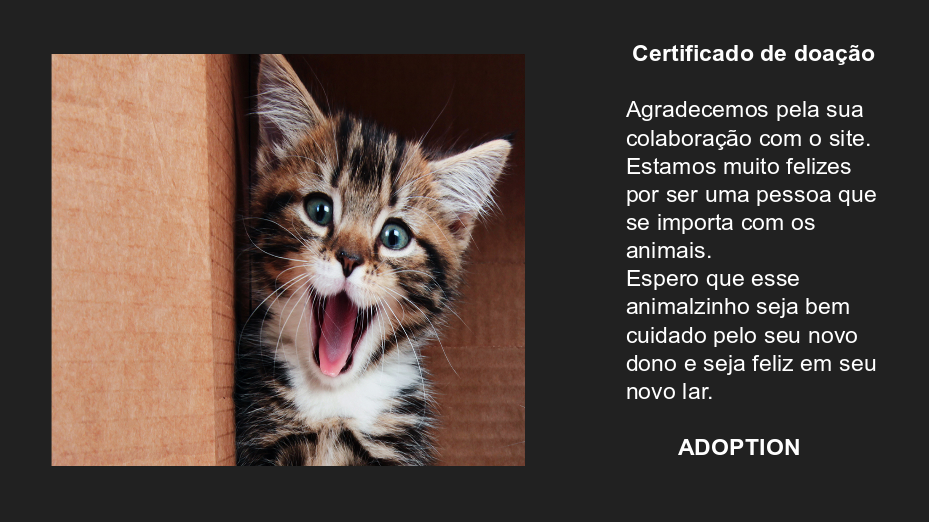 Certificado de doação
Agradecemos pela sua
colaboração com o site.
Estamos muito felizes
por ser uma pessoa que
se importa com os
animais.
Espero que esse
animalzinho seja bem
cuidado pelo seu novo
dono e seja feliz em seu
novo lar.
ADOPTION